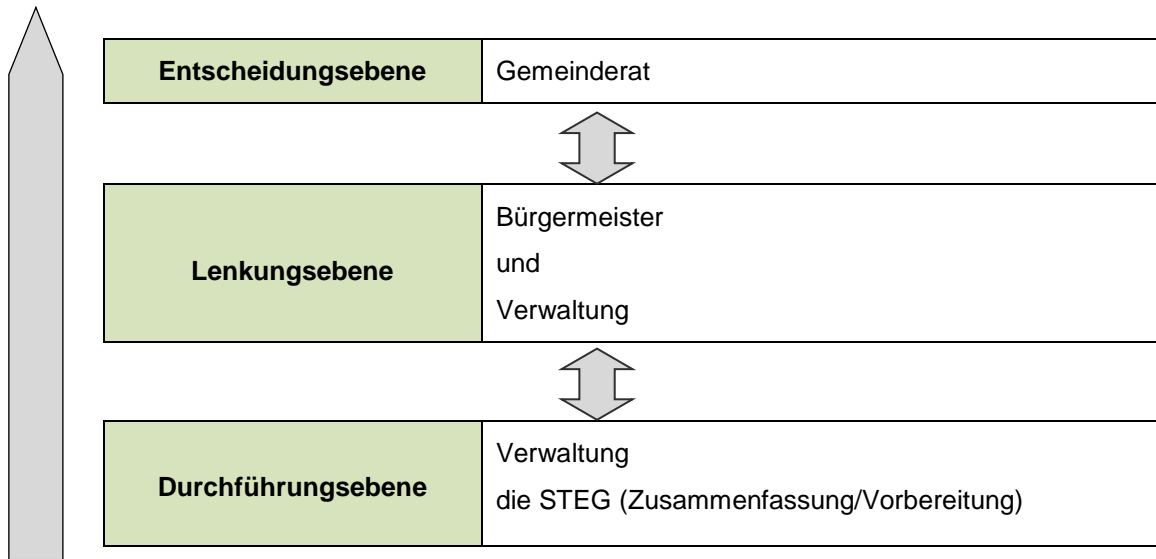 Entscheidungsebene
Gemeinderat
Lenkungsebene
Bürgermeister
und
Verwaltung
Durchführungsebene
Verwaltung
die STEG (Zusammenfassung/Vorbereitung)